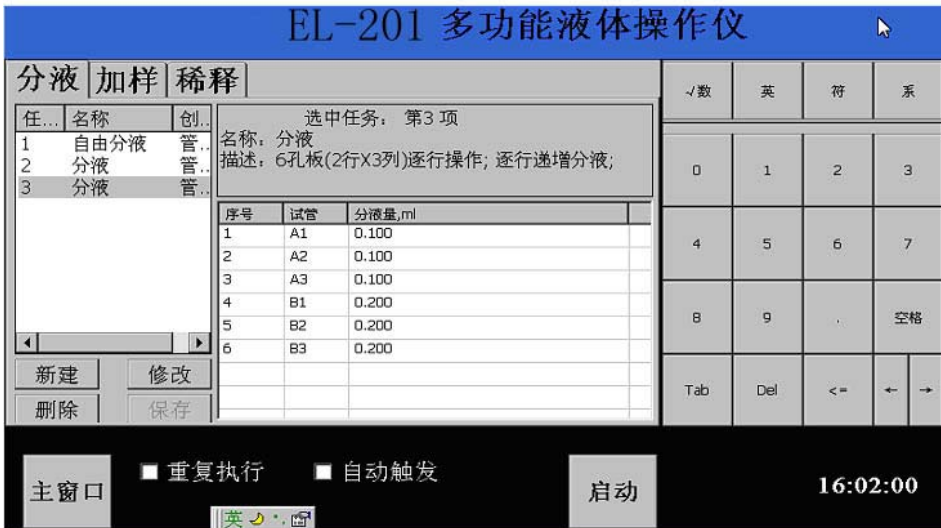 EL-201 多功能液体操作仪
分液 加样 稀释
任... 名称 创..
1 自由分液 管..
2 分液 管..
3 分液 管..
选中任务: 第3 项
名称: 分液
描述: 6孔板(2行X3列)逐行操作; 逐行递增分液;
序号 试管 分液量,ml
1 A1 0.100
2 A2 0.100
3 A3 0.100
4 B1 0.200
5 B2 0.200
6 B3 0.200
新建 修改
删除 保存
√数 英 符 系
0 1 2 3
4 5 6 7
8 9 . 空格
Tab Del <= ← →
主窗口 重复执行 自动触发 启动 16:02:00
英